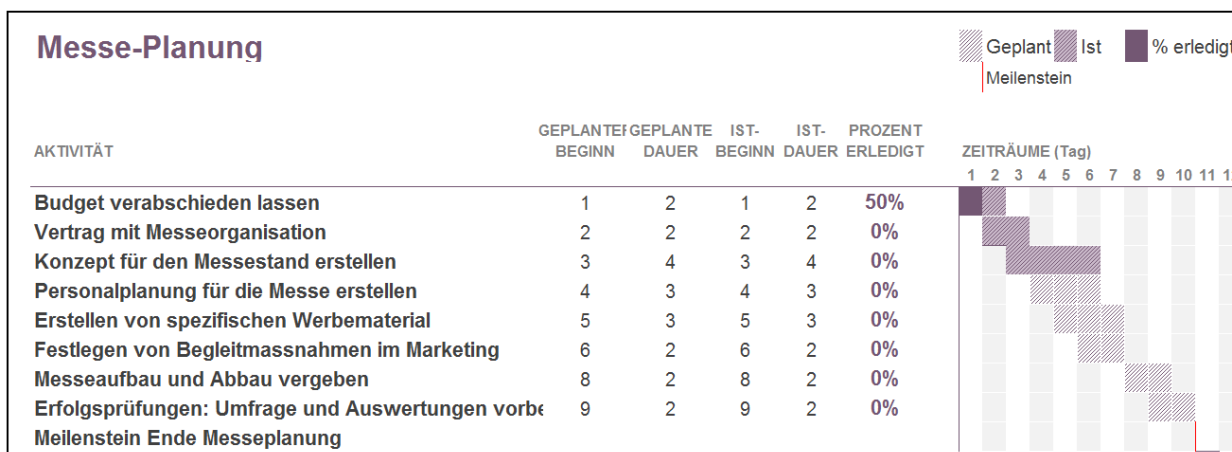 Messe-Planung
Geplant Ist % erledigt
Meilenstein
GEPLANTER GEPLANTE IST- IST- PROZENT
AKTIVITÄT BEGINN DAUER BEGINN DAUER ERLEDIGT ZEITRÄUME (Tag)
1 2 3 4 5 6 7 8 9 10 11 1
Budget verabschieden lassen 1 2 1 2 50%
Vertrag mit Messeorganisation 2 2 2 2 0%
Konzept für den Messestand erstellen 3 4 3 4 0%
Personalplanung für die Messe erstellen 4 3 4 3 0%
Erstellen von spezifischen Werbematerial 5 3 5 3 0%
Festlegen von Begleitmassnahmen im Marketing 6 2 6 2 0%
Messeaufbau und Abbau vergeben 8 2 8 2 0%
Erfolgsprüfungen: Umfrage und Auswertungen vorbe 9 2 9 2 0%
Meilenstein Ende Messeplanung